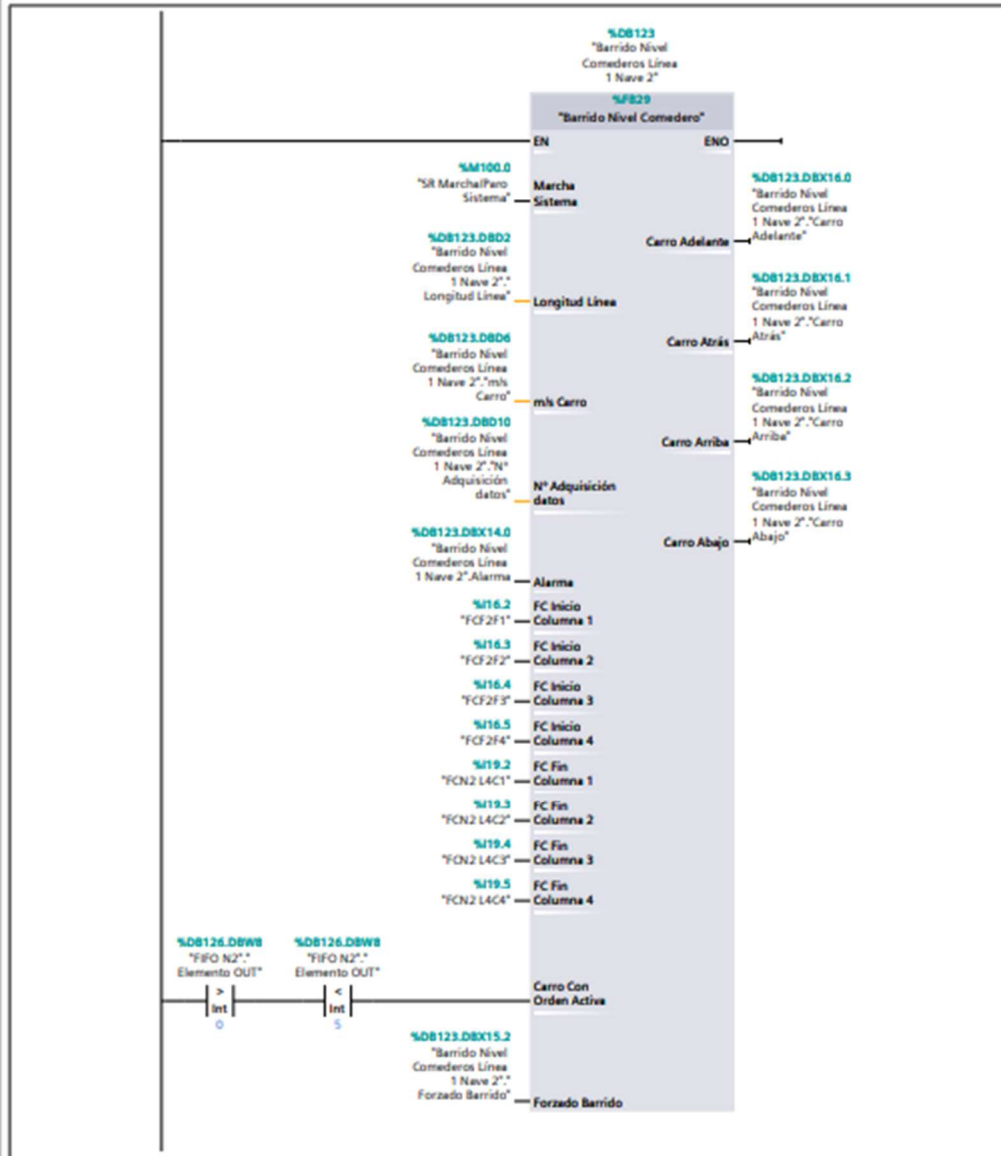 %DB123
"Barrido Nivel
Comederos Línea
1 Nave 2"
%FB29
"Barrido Nivel Comedero"
EN
ENO
%M100.0
"SR Marcha/Paro
Sistema"
Marcha
Sistema
%DB123.DBX16.0
"Barrido Nivel
Comederos Línea
1 Nave 2"."Carro
Adelante"
Carro Adelante
%DB123.DBD2
"Barrido Nivel
Comederos Línea
1 Nave 2"."
Longitud Línea"
Longitud Línea
%DB123.DBX16.1
"Barrido Nivel
Comederos Línea
1 Nave 2"."Carro
Atrás"
Carro Atrás
%DB123.DBD6
"Barrido Nivel
Comederos Línea
1 Nave 2"."m/s
Carro"
m/s Carro
%DB123.DBX16.2
"Barrido Nivel
Comederos Línea
1 Nave 2"."Carro
Arriba"
Carro Arriba
%DB123.DBD10
"Barrido Nivel
Comederos Línea
1 Nave 2"."Nº
Adquisición
datos"
Nº Adquisición
datos
%DB123.DBX16.3
"Barrido Nivel
Comederos Línea
1 Nave 2"."Carro
Abajo"
Carro Abajo
%DB123.DBX14.0
"Barrido Nivel
Comederos Línea
1 Nave 2".Alarma
Alarma
%I16.2
"FCF2F1"
FC Inicio
Columna 1
%I16.3
"FCF2F2"
FC Inicio
Columna 2
%I16.4
"FCF2F3"
FC Inicio
Columna 3
%I16.5
"FCF2F4"
FC Inicio
Columna 4
%I19.2
"FCN2 L4C1"
FC Fin
Columna 1
%I19.3
"FCN2 L4C2"
FC Fin
Columna 2
%I19.4
"FCN2 L4C3"
FC Fin
Columna 3
%I19.5
"FCN2 L4C4"
FC Fin
Columna 4
%DB126.DBW8
"FIFO N2"."
Elemento OUT"
>
Int
0
%DB126.DBW8
"FIFO N2"."
Elemento OUT"
<
Int
5
Carro Con
Orden Activa
%DB123.DBX15.2
"Barrido Nivel
Comederos Línea
1 Nave 2"."
Forzado Barrido"
Forzado Barrido